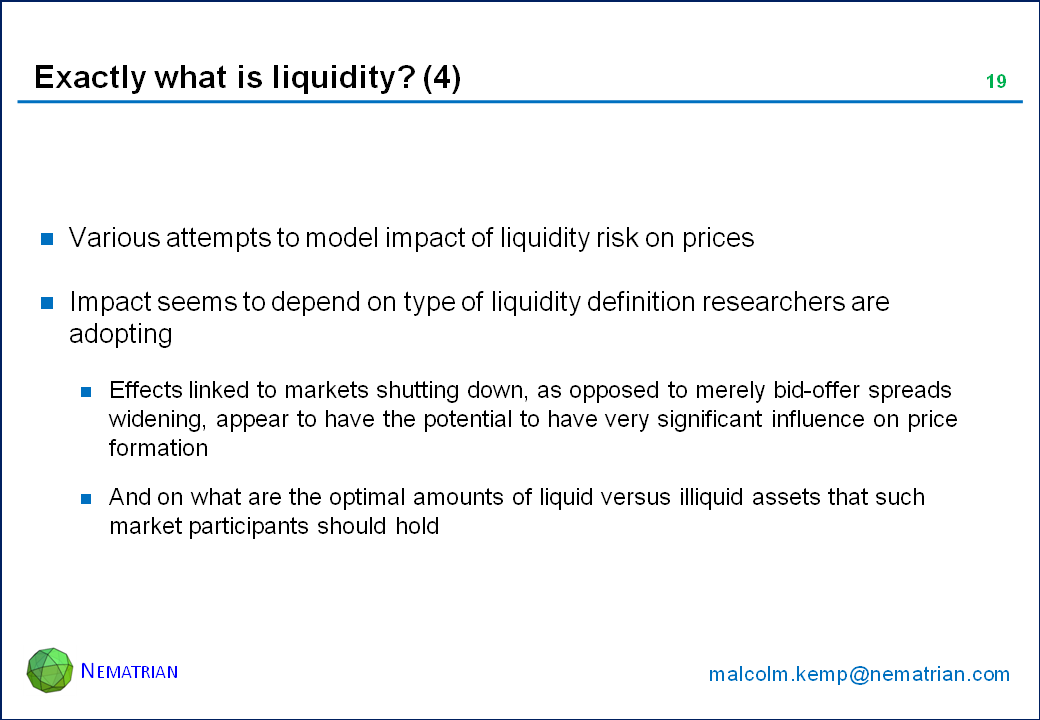 Exactly what is liquidity? (4)
19
Various attempts to model impact of liquidity risk on prices
Impact seems to depend on type of liquidity definition researchers are
adopting
Effects linked to markets shutting down, as opposed to merely bid-offer spreads
widening, appear to have the potential to have very significant influence on price
formation
And on what are the optimal amounts of liquid versus illiquid assets that such
market participants should hold
NEMATRIAN
malcolm.kemp@nematrian.com